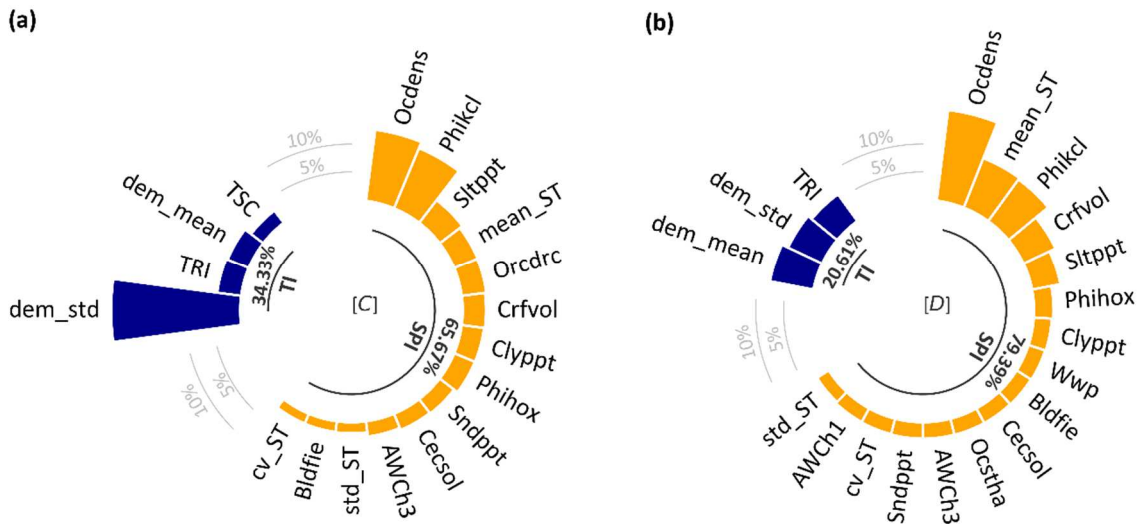 (a)
Ocdens
Phikcl
Sltppt
mean_ST
Orcdrc
Crfvol
Clyppt
Phihox
Sndppt
Cecsol
AWCh3
std_ST
Bldfie
cv_ST
dem_std
TRI
dem_mean
TSC
10%
5%
5%
10%
34.33%
TI
[C]
SPI
65.67%
(b)
Ocdens
mean_ST
Phikcl
Crfvol
Sltppt
Phihox
Clyppt
Wwp
Bldfie
Cecsol
Ocstha
AWCh3
Sndppt
cv_ST
AWCh1
std_ST
dem_mean
dem_std
TRI
10%
5%
5%
10%
20.61%
TI
[D]
SPI
79.39%